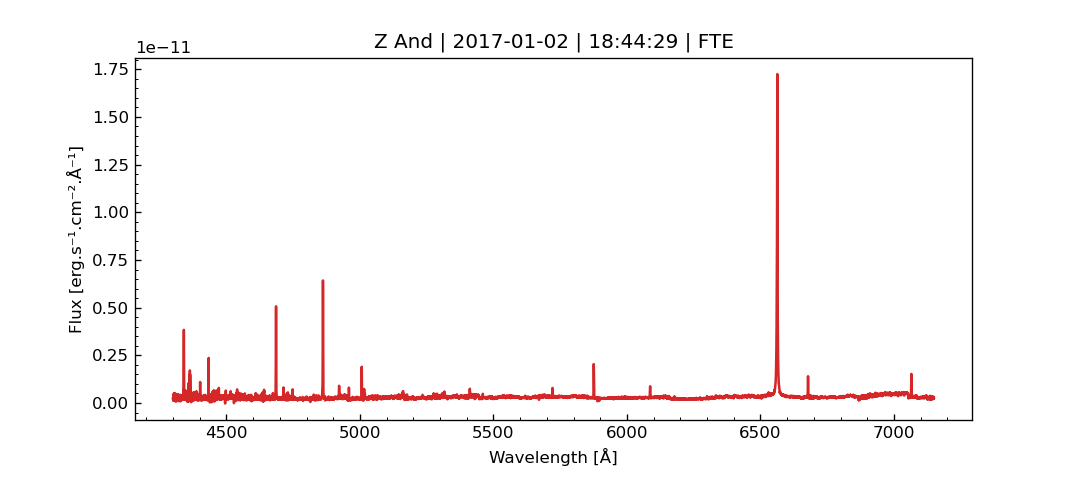 Z And | 2017-01-02 | 18:44:29 | FTE
1e−11
1.75
1.50
1.25
1.00
0.75
0.50
0.25
0.00
Flux [erg.s⁻¹.cm⁻².Å⁻¹]
4500 5000 5500 6000 6500 7000
Wavelength [Å]